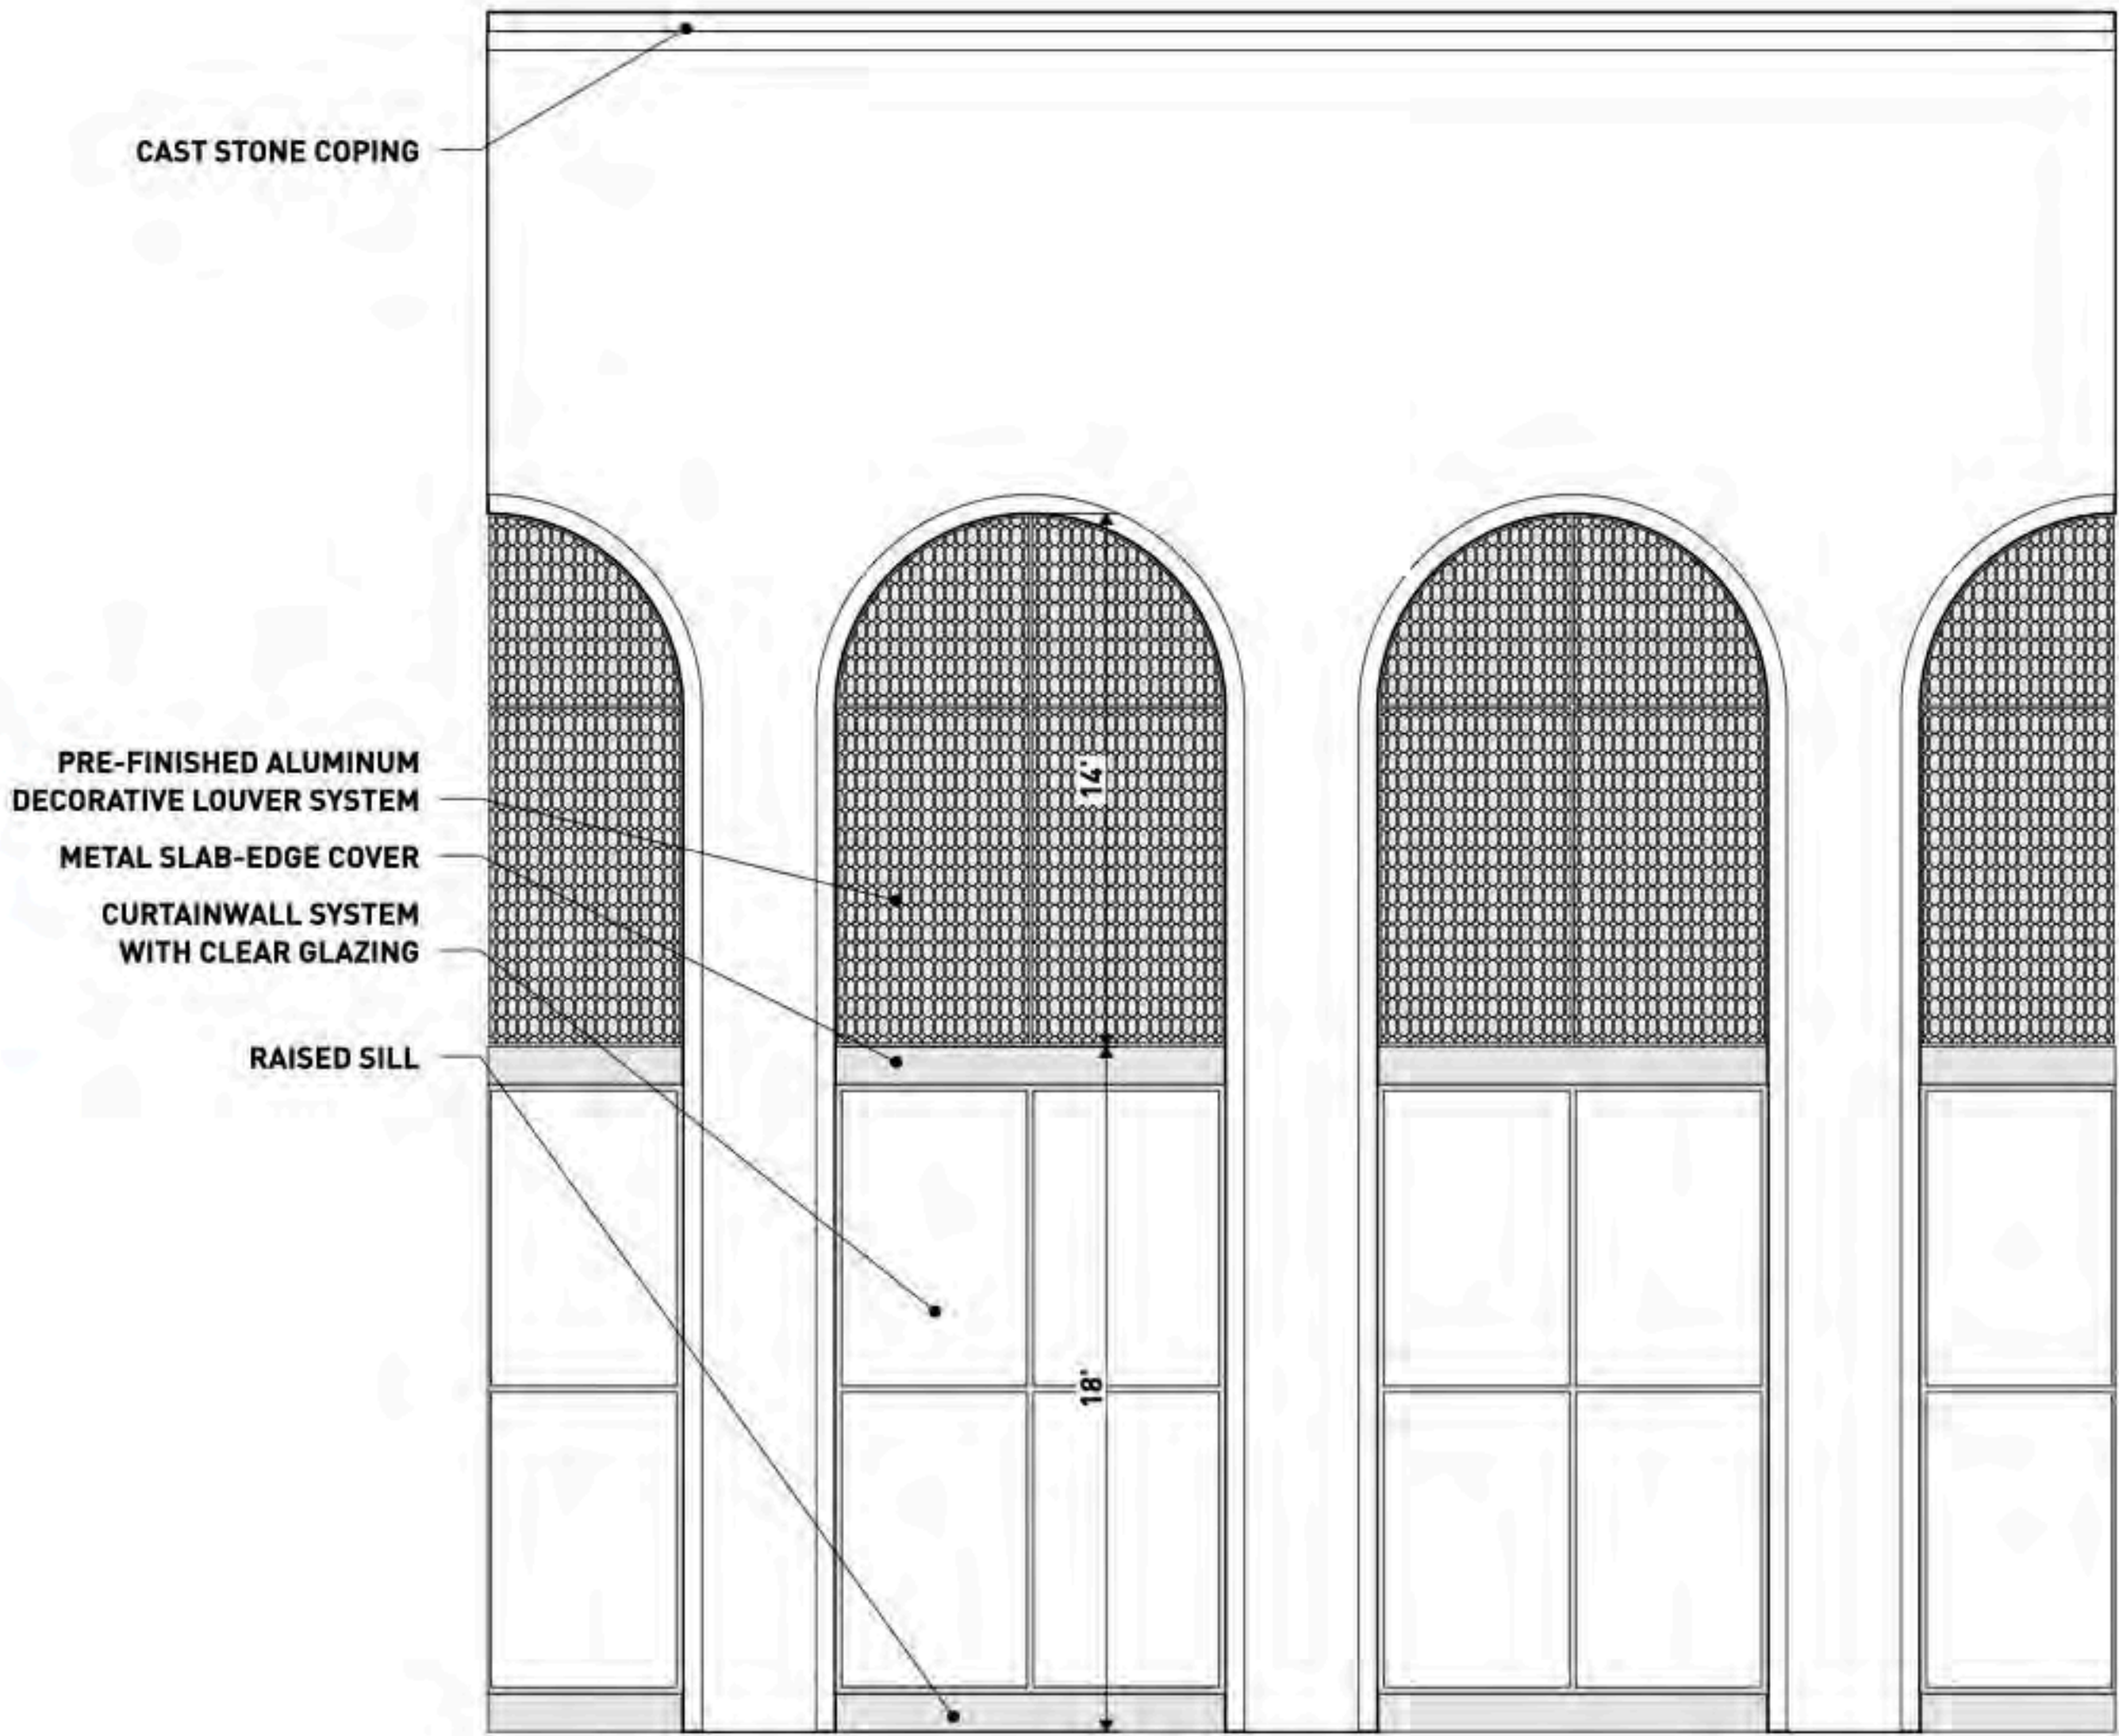 CAST STONE COPING
PRE-FINISHED ALUMINUM
DECORATIVE LOUVER SYSTEM
METAL SLAB-EDGE COVER
CURTAINWALL SYSTEM
WITH CLEAR GLAZING
RAISED SILL
14'
18'